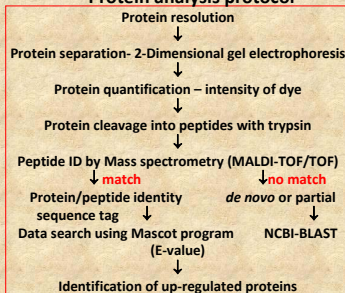 Protein analysis protocol
Protein resolution
Protein separation- 2-Dimensional gel electrophoresis
Protein quantification – intensity of dye
Protein cleavage into peptides with trypsin
Peptide ID by Mass spectrometry (MALDI-TOF/TOF)
match no match
Protein/peptide identity de novo or partial
sequence tag
Data search using Mascot program NCBI-BLAST
(E-value)
Identification of up-regulated proteins